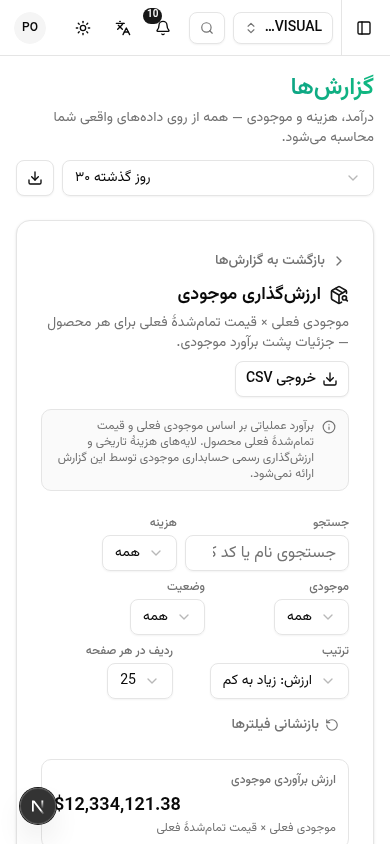 VISUAL...
10
PO
گزارش‌ها
درآمد، هزینه و موجودی — همه از روی داده‌های واقعی شما
محاسبه می‌شود.
۳۰ روز گذشته
بازگشت به گزارش‌ها
ارزش‌گذاری موجودی
موجودی فعلی × قیمت تمام‌شدهٔ فعلی برای هر محصول
— جزئیات پشت برآورد موجودی.
خروجی CSV
برآورد عملیاتی بر اساس موجودی فعلی و قیمت
تمام‌شدهٔ فعلی محصول. لایه‌های هزینهٔ تاریخی و
ارزش‌گذاری رسمی حسابداری موجودی توسط این گزارش
ارائه نمی‌شود.
جستجو
هزینه
جستجوی نام یا کد
همه
موجودی
وضعیت
همه
همه
ترتیب
ردیف در هر صفحه
ارزش: زیاد به کم
25
بازنشانی فیلترها
ارزش برآوردی موجودی
$12,334,121.38
موجودی فعلی × قیمت تمام‌شدهٔ فعلی
N